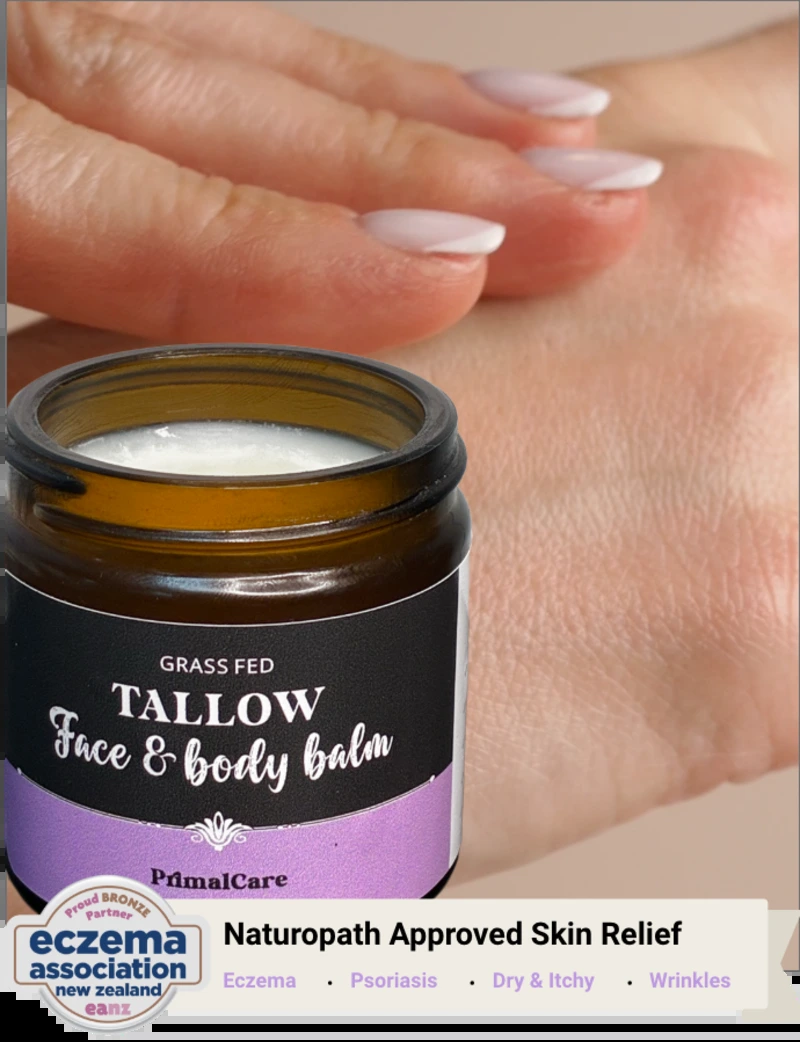 GRASS FED
TALLOW
Face & body balm
PrimalCare
Proud BRONZE
Partner
eczema
association
new zealand
eanz
Naturopath Approved Skin Relief
Eczema • Psoriasis • Dry & Itchy • Wrinkles